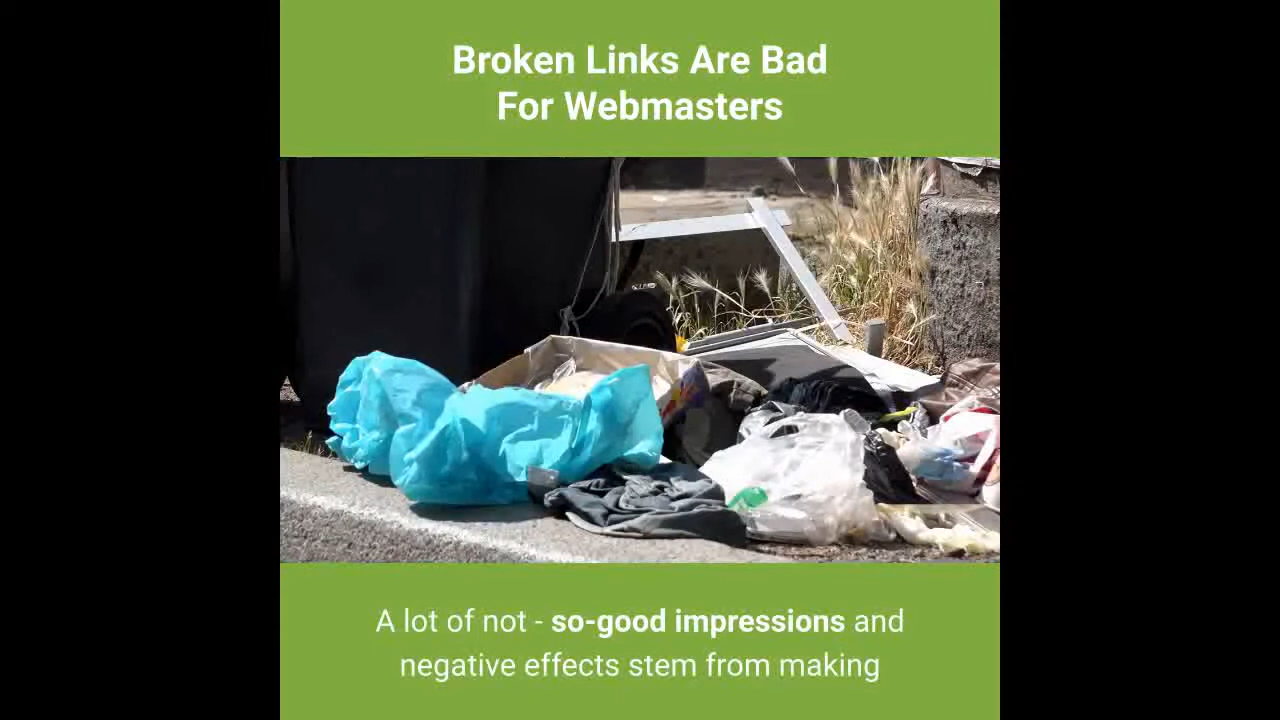 Broken Links Are Bad
For Webmasters
A lot of not - so-good impressions and
negative effects stem from making